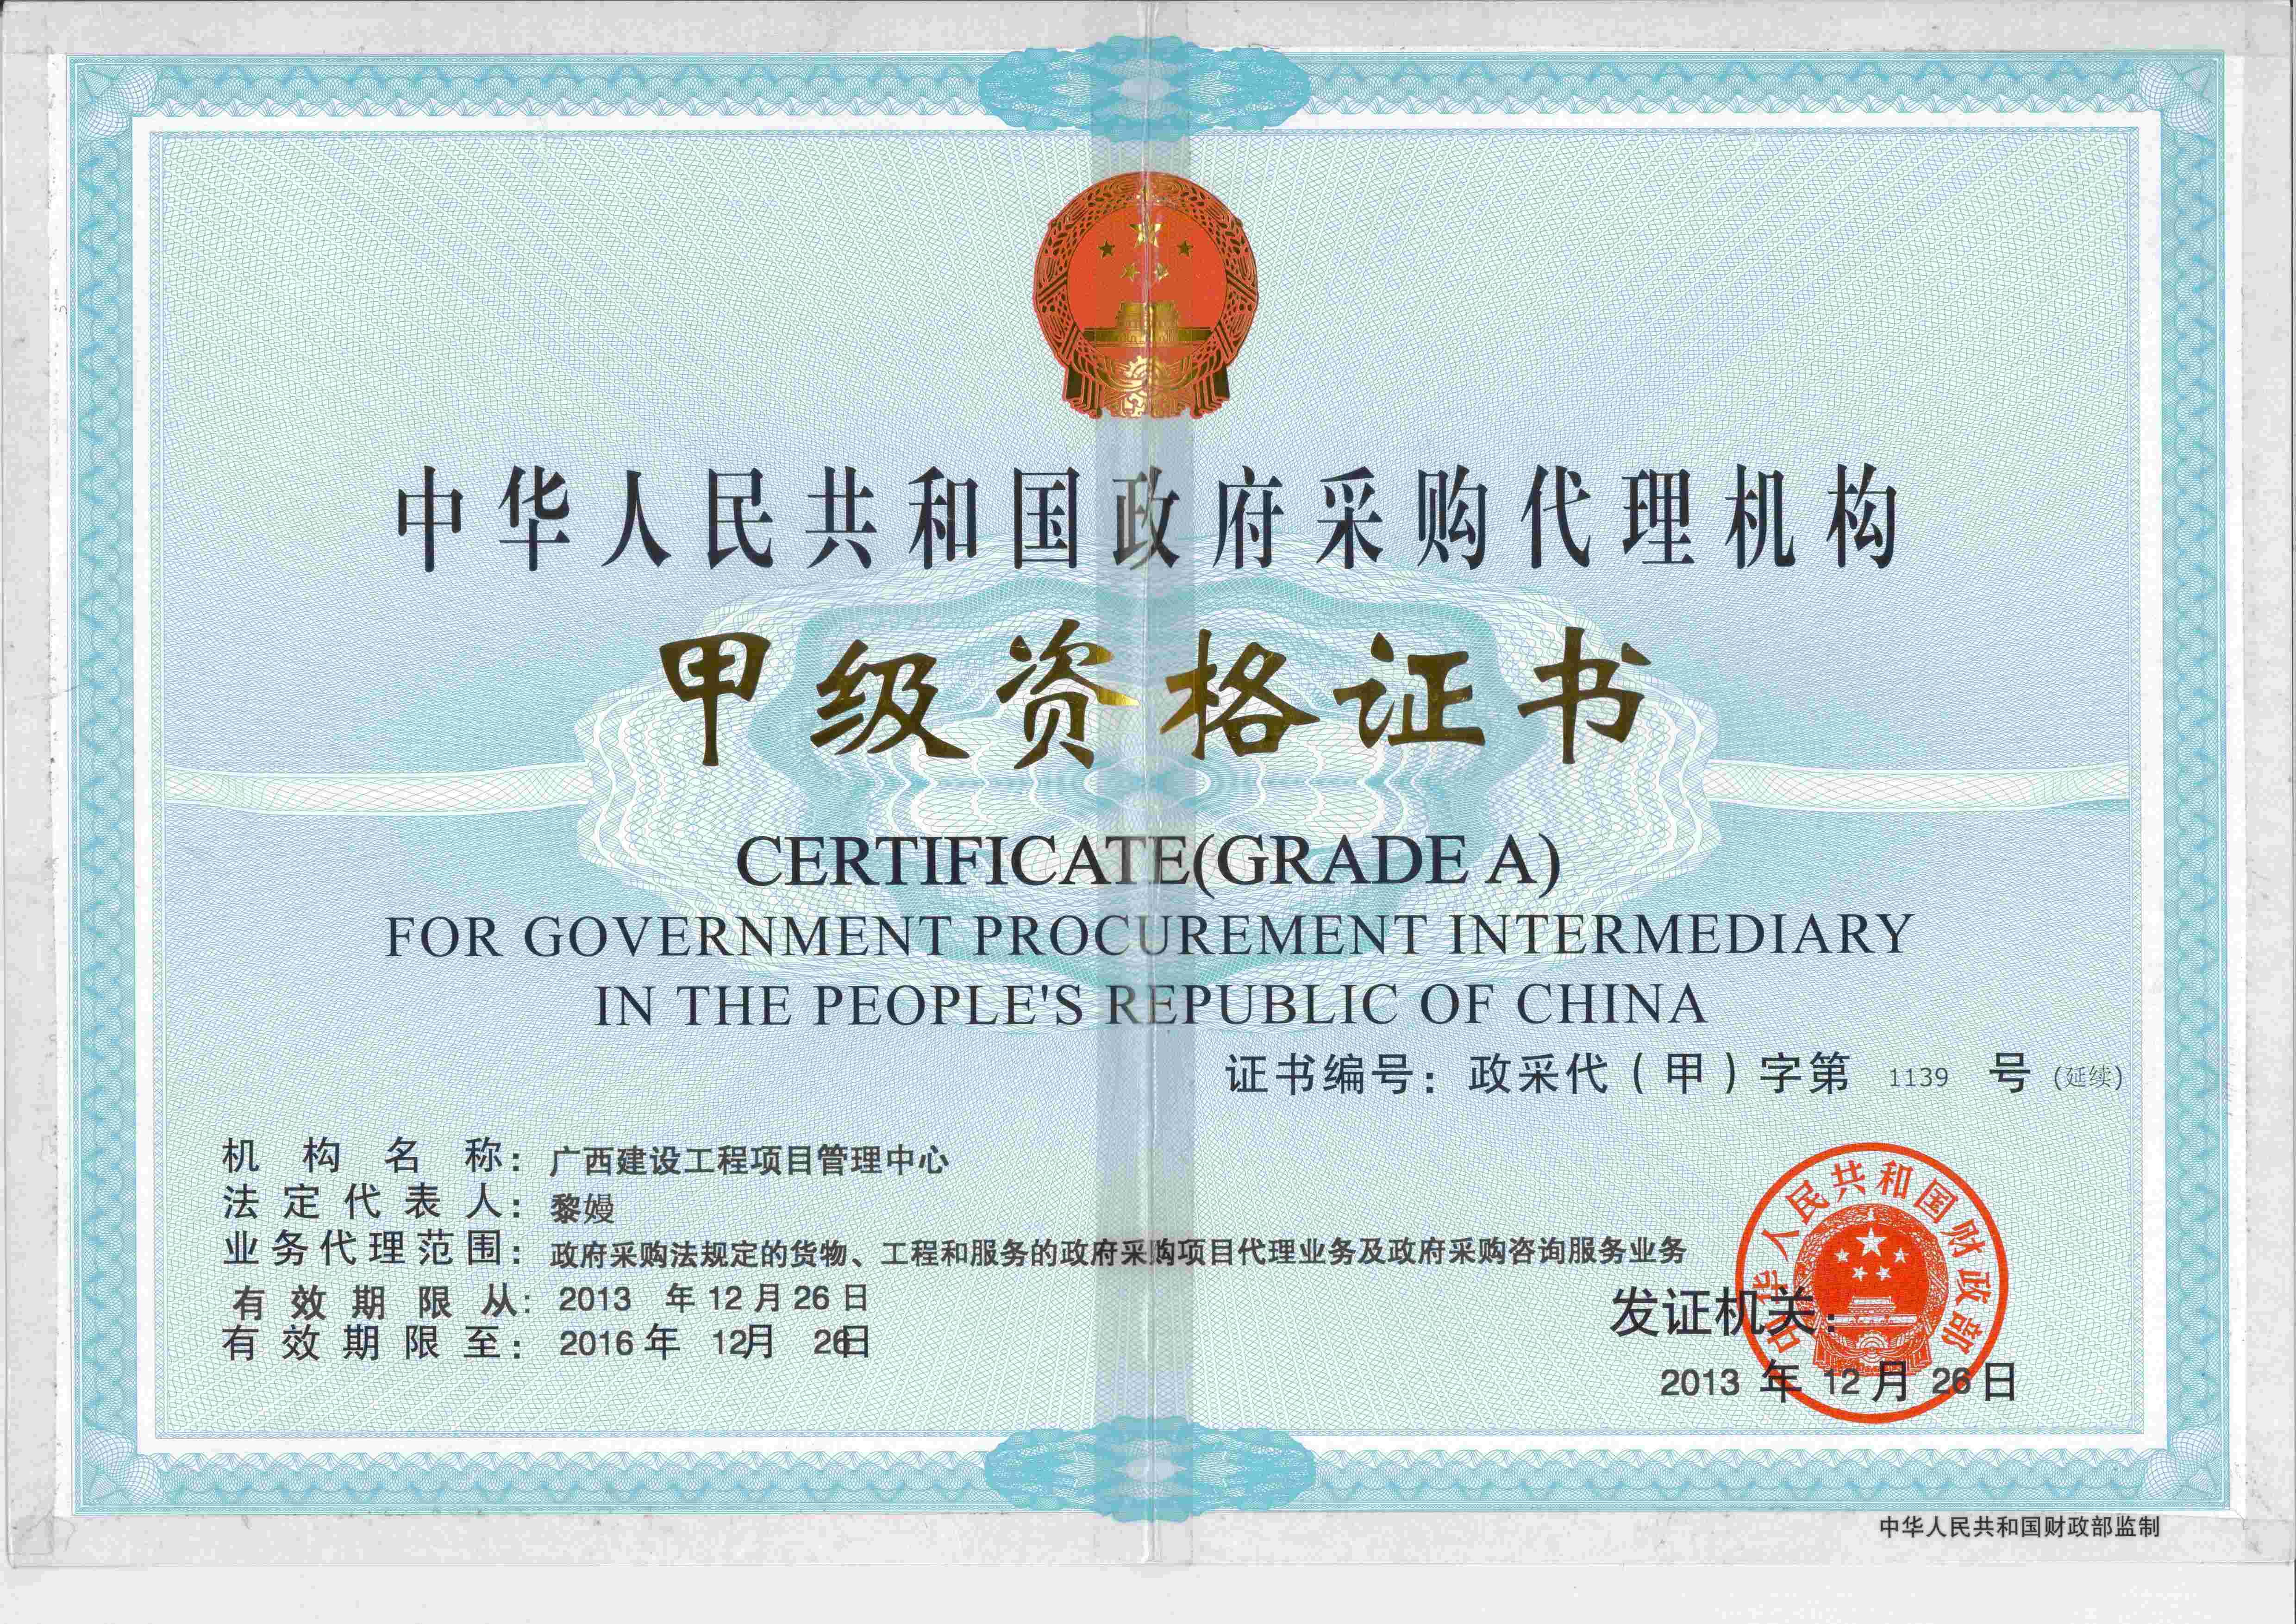 中华人民共和国政府采购代理机构
甲级资格证书
CERTIFICATE(GRADE A)
FOR GOVERNMENT PROCUREMENT INTERMEDIARY
IN THE PEOPLE'S REPUBLIC OF CHINA
证书编号：政采代（甲）字第 1139 号 (延续)
机构名称：广西建设工程项目管理中心
法定代表人：黎嫚
业务代理范围：政府采购法规定的货物、工程和服务的政府采购项目代理业务及政府采购咨询服务业务
有效期限从：2013 年 12 月 26 日
有效期限至：2016 年 12月 26日
中华人民共和国财政部
发证机关：
2013 年 12 月 26 日
中华人民共和国财政部监制